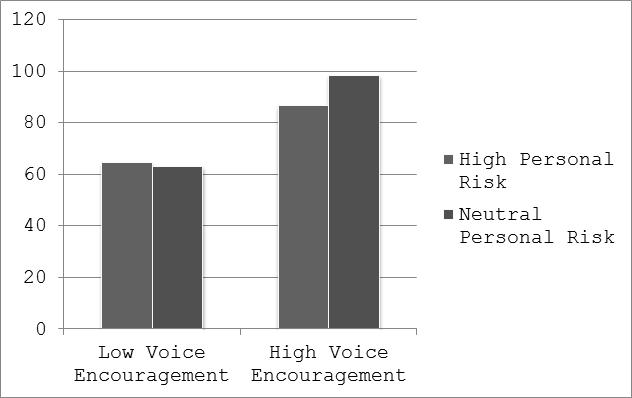 120
100
80
60
40
20
0
Low Voice
Encouragement
High Voice
Encouragement
High Personal
Risk
Neutral
Personal Risk